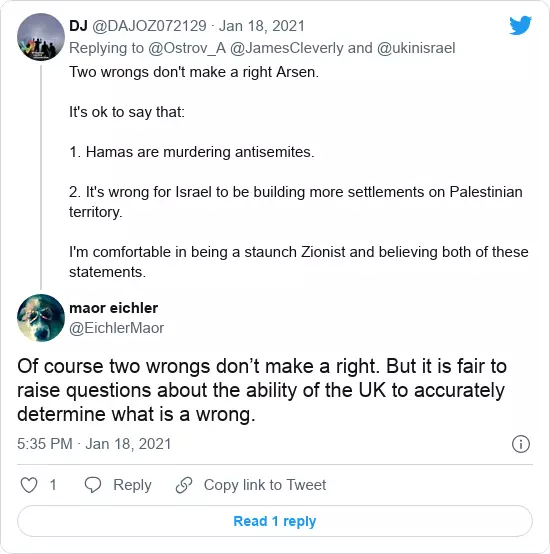 DJ @DAJOZ072129 · Jan 18, 2021
Replying to @Ostrov_A @JamesCleverly and @ukinisrael
Two wrongs don't make a right Arsen.
It's ok to say that:
1. Hamas are murdering antisemites.
2. It's wrong for Israel to be building more settlements on Palestinian
territory.
I'm comfortable in being a staunch Zionist and believing both of these
statements.
maor eichler
@EichlerMaor
Of course two wrongs don’t make a right. But it is fair to
raise questions about the ability of the UK to accurately
determine what is a wrong.
5:35 PM · Jan 18, 2021
1 Reply Copy link to Tweet
Read 1 reply